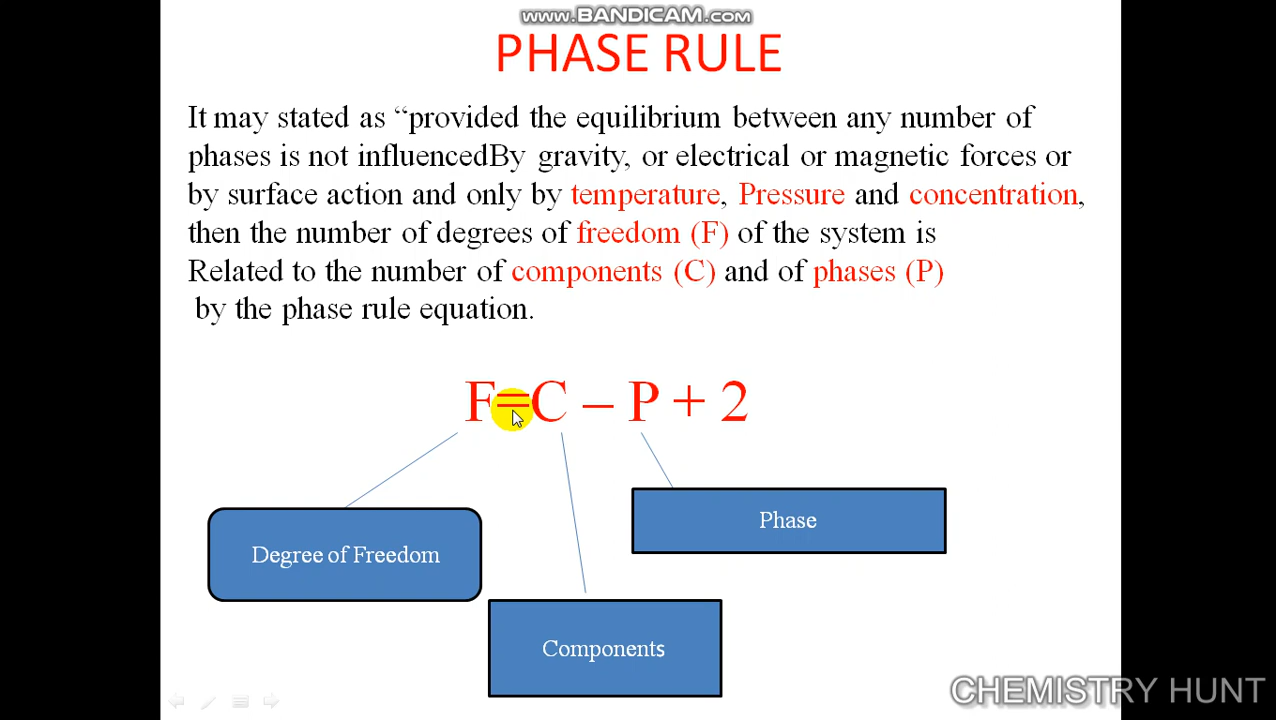 www.BANDICAM.com
PHASE RULE
It may stated as “provided the equilibrium between any number of
phases is not influencedBy gravity, or electrical or magnetic forces or
by surface action and only by temperature, Pressure and concentration,
then the number of degrees of freedom (F) of the system is
Related to the number of components (C) and of phases (P)
by the phase rule equation.
F=C – P + 2
Phase
Degree of Freedom
Components
CHEMISTRY HUNT